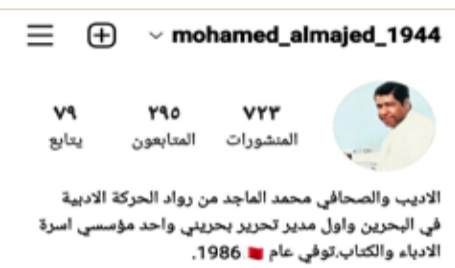 mohamed_almajed_1944
٧٢٣ ٢٩٥ ٧٩
المنشورات المتابعون يتابع
الاديب والصحافي محمد الماجد من رواد الحركة الادبية
في البحرين واول مدير تحرير بحريني واحد مؤسسي اسرة
الادباء والكتاب.توفي عام 🇧🇭 1986.